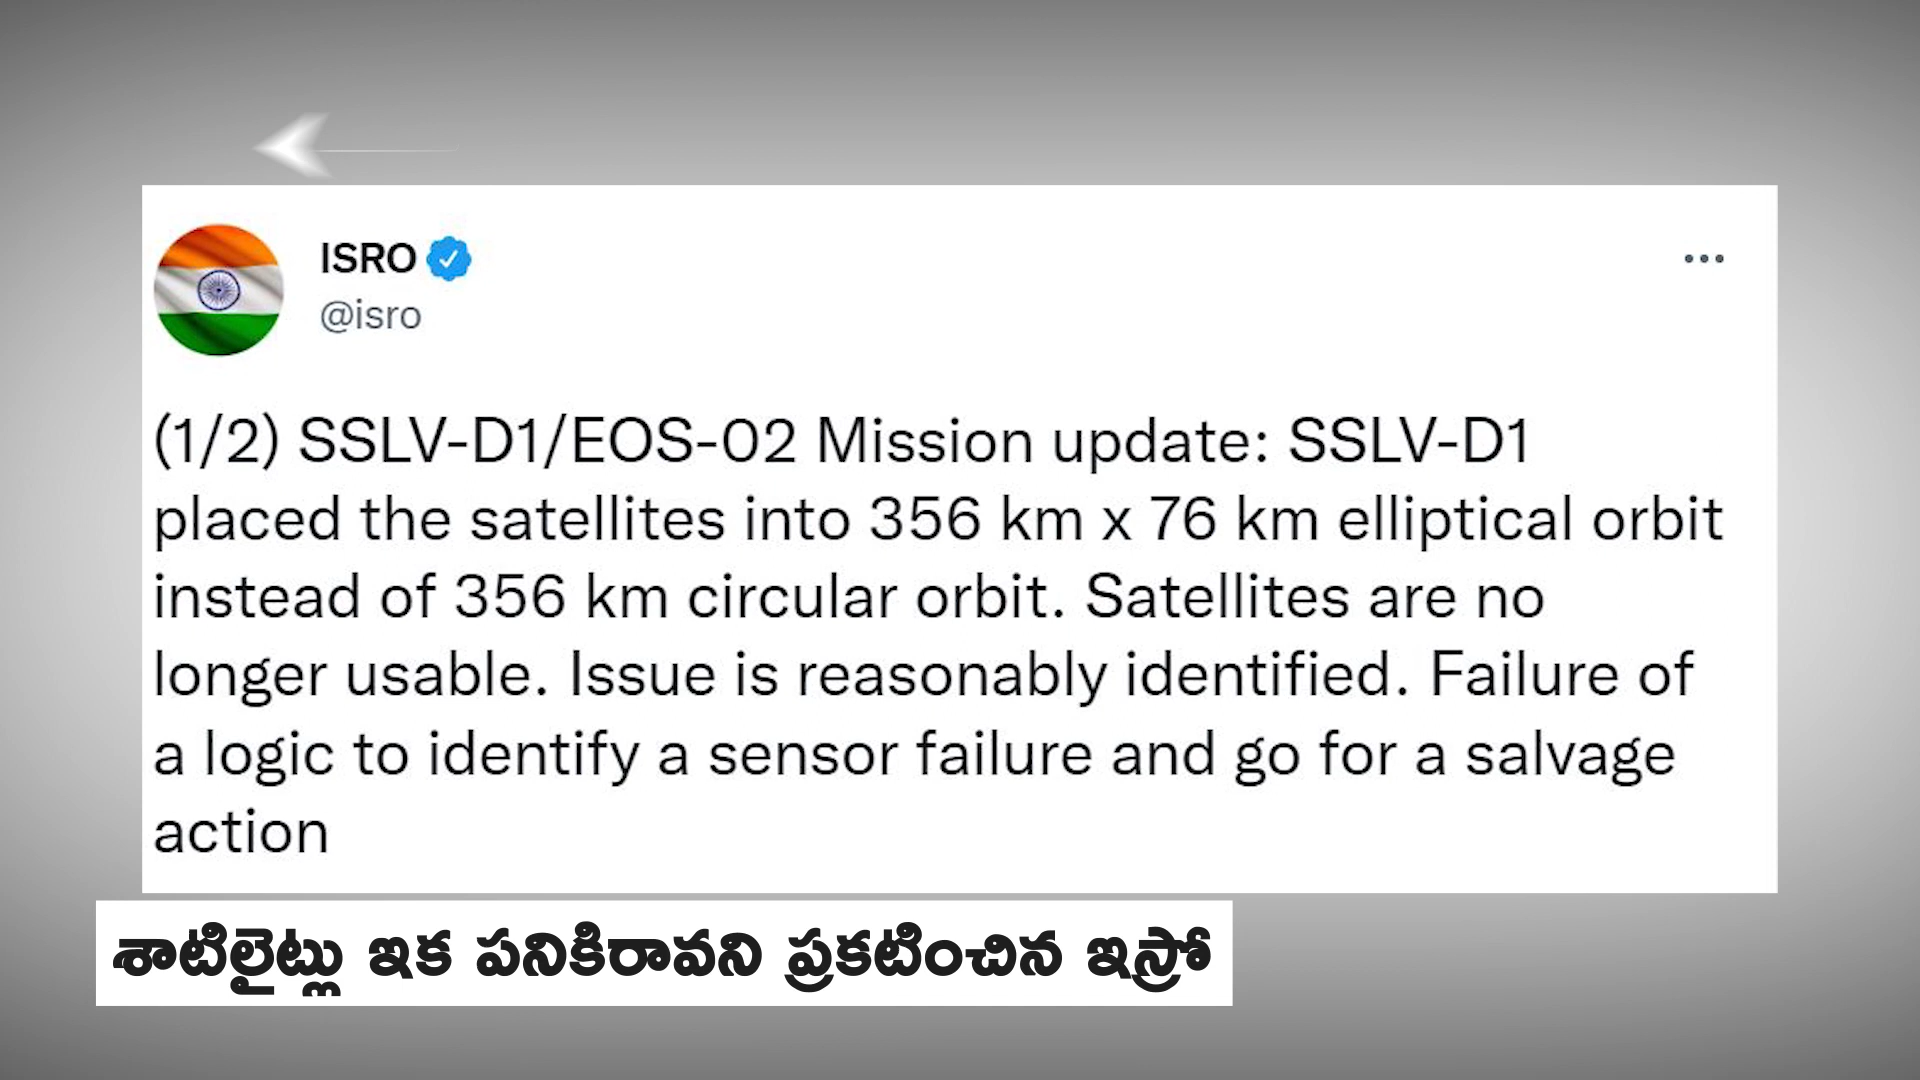 ISRO
@isro
(1/2) SSLV-D1/EOS-02 Mission update: SSLV-D1
placed the satellites into 356 km x 76 km elliptical orbit
instead of 356 km circular orbit. Satellites are no
longer usable. Issue is reasonably identified. Failure of
a logic to identify a sensor failure and go for a salvage
action
శాటిలైట్లు ఇక పనికిరావని ప్రకటించిన ఇస్రో